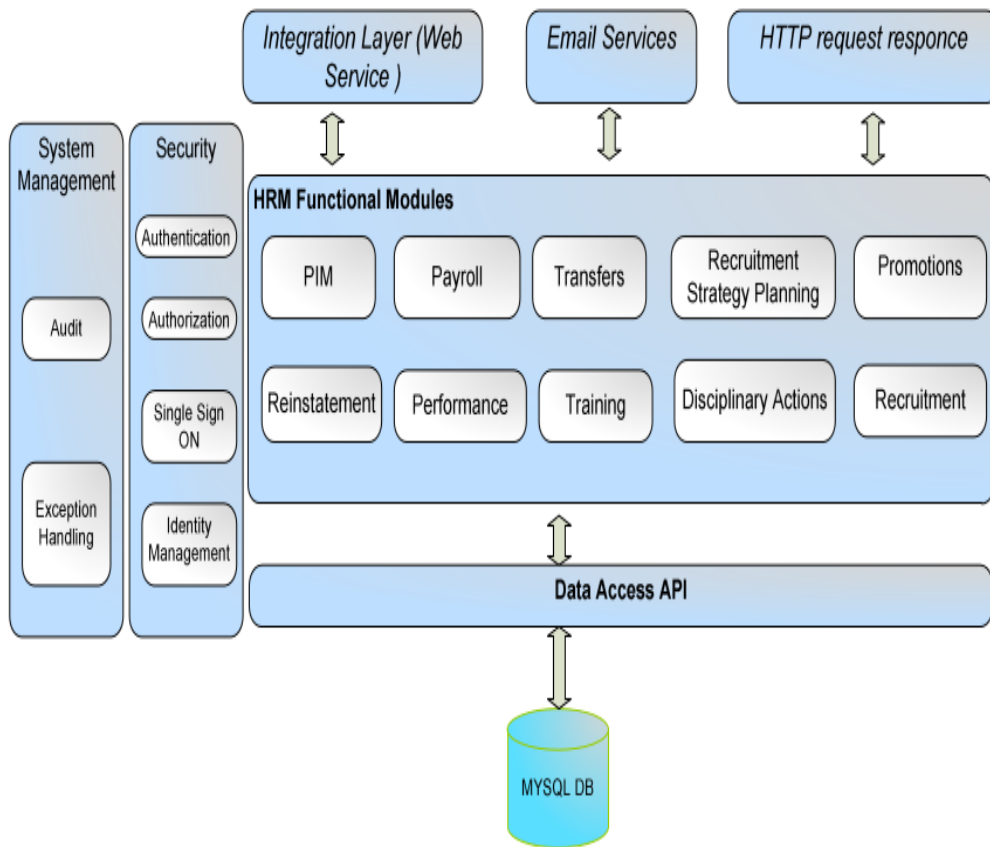 Integration Layer (Web
Service )
Email Services
HTTP request responce
System
Management
Audit
Exception
Handling
Security
Authentication
Authorization
Single Sign
ON
Identity
Management
HRM Functional Modules
PIM
Payroll
Transfers
Recruitment
Strategy Planning
Promotions
Reinstatement
Performance
Training
Disciplinary Actions
Recruitment
Data Access API
MYSQL DB